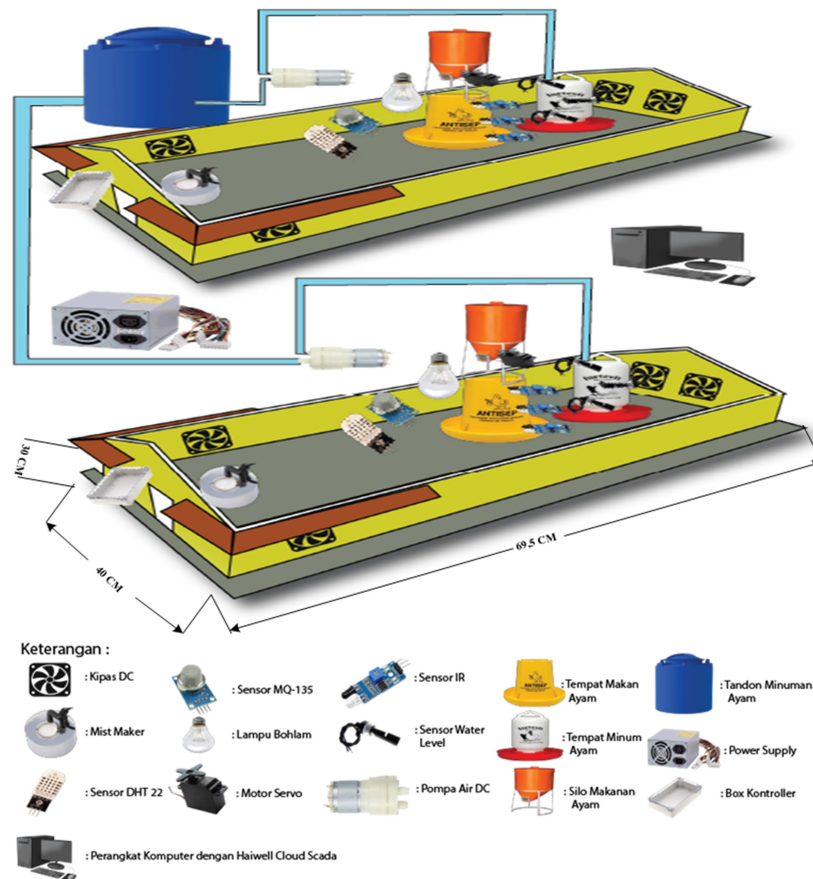 ANTISEP
ANTISEP
30 CM
40 CM
69,5 CM
Keterangan :
: Kipas DC
: Sensor MQ-135
: Sensor IR
: Tempat Makan
Ayam
: Tandon Minuman
Ayam
: Mist Maker
: Lampu Bohlam
: Sensor Water
Level
: Tempat Minum
Ayam
: Power Supply
: Sensor DHT 22
: Motor Servo
: Pompa Air DC
: Silo Makanan
Ayam
: Box Kontroller
: Perangkat Komputer dengan Haiwell Cloud Scada